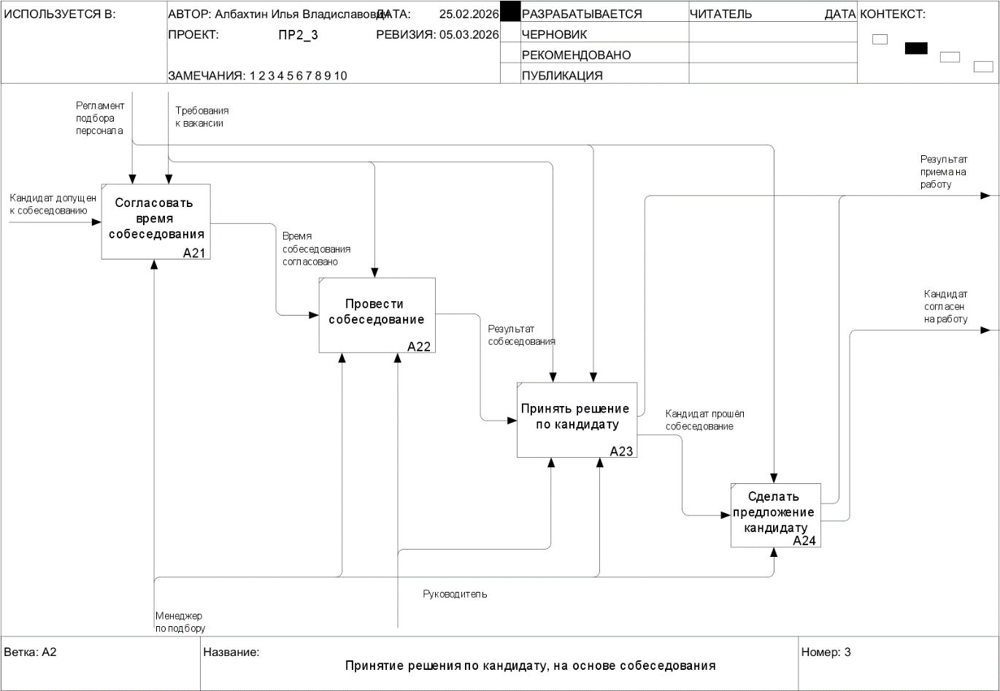 ИСПОЛЬЗУЕТСЯ В:
АВТОР: Албахтин Илья Владиславович
ДАТА: 25.02.2026
ПРОЕКТ: ПР2_3
РЕВИЗИЯ: 05.03.2026
ЗАМЕЧАНИЯ: 1 2 3 4 5 6 7 8 9 10
РАЗРАБАТЫВАЕТСЯ
ЧЕРНОВИК
РЕКОМЕНДОВАНО
ПУБЛИКАЦИЯ
ЧИТАТЕЛЬ
ДАТА
КОНТЕКСТ:
Регламент
подбора
персонала
Требования
к вакансии
Кандидат допущен
к собеседованию
Согласовать
время
собеседования
A21
Время
собеседования
согласовано
Провести
собеседование
A22
Результат
собеседования
Принять решение
по кандидату
A23
Кандидат прошёл
собеседование
Сделать
предложение
кандидату
A24
Результат
приема на
работу
Кандидат
согласен
на работу
Руководитель
Менеджер
по подбору
Ветка: A2
Название:
Принятие решения по кандидату, на основе собеседования
Номер: 3